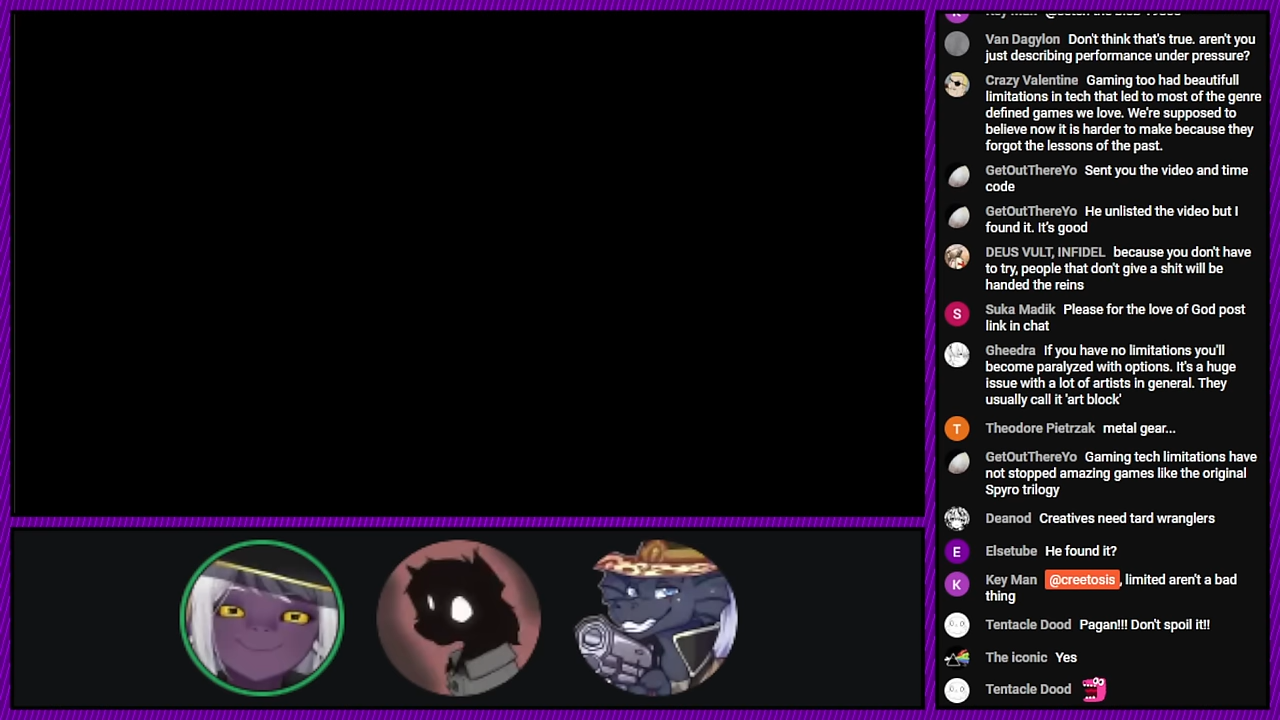 Van Dagylon Don't think that's true. aren't you
just describing performance under pressure?
Crazy Valentine Gaming too had beautifull
limitations in tech that led to most of the genre
defined games we love. We're supposed to
believe now it is harder to make because they
forgot the lessons of the past.
GetOutThereYo Sent you the video and time
code
GetOutThereYo He unlisted the video but I
found it. It's good
DEUS VULT, INFIDEL because you don't have
to try, people that don't give a shit will be
handed the reins
S Suka Madik Please for the love of God post
link in chat
Gheedra If you have no limitations you'll
become paralyzed with options. It's a huge
issue with a lot of artists in general. They
usually call it 'art block'
T Theodore Pietrzak metal gear...
GetOutThereYo Gaming tech limitations have
not stopped amazing games like the original
Spyro trilogy
Deanod Creatives need tard wranglers
E Elsetube He found it?
K Key Man @creetosis, limited aren't a bad
thing
Tentacle Dood Pagan!!! Don't spoil it!!
The iconic Yes
Tentacle Dood